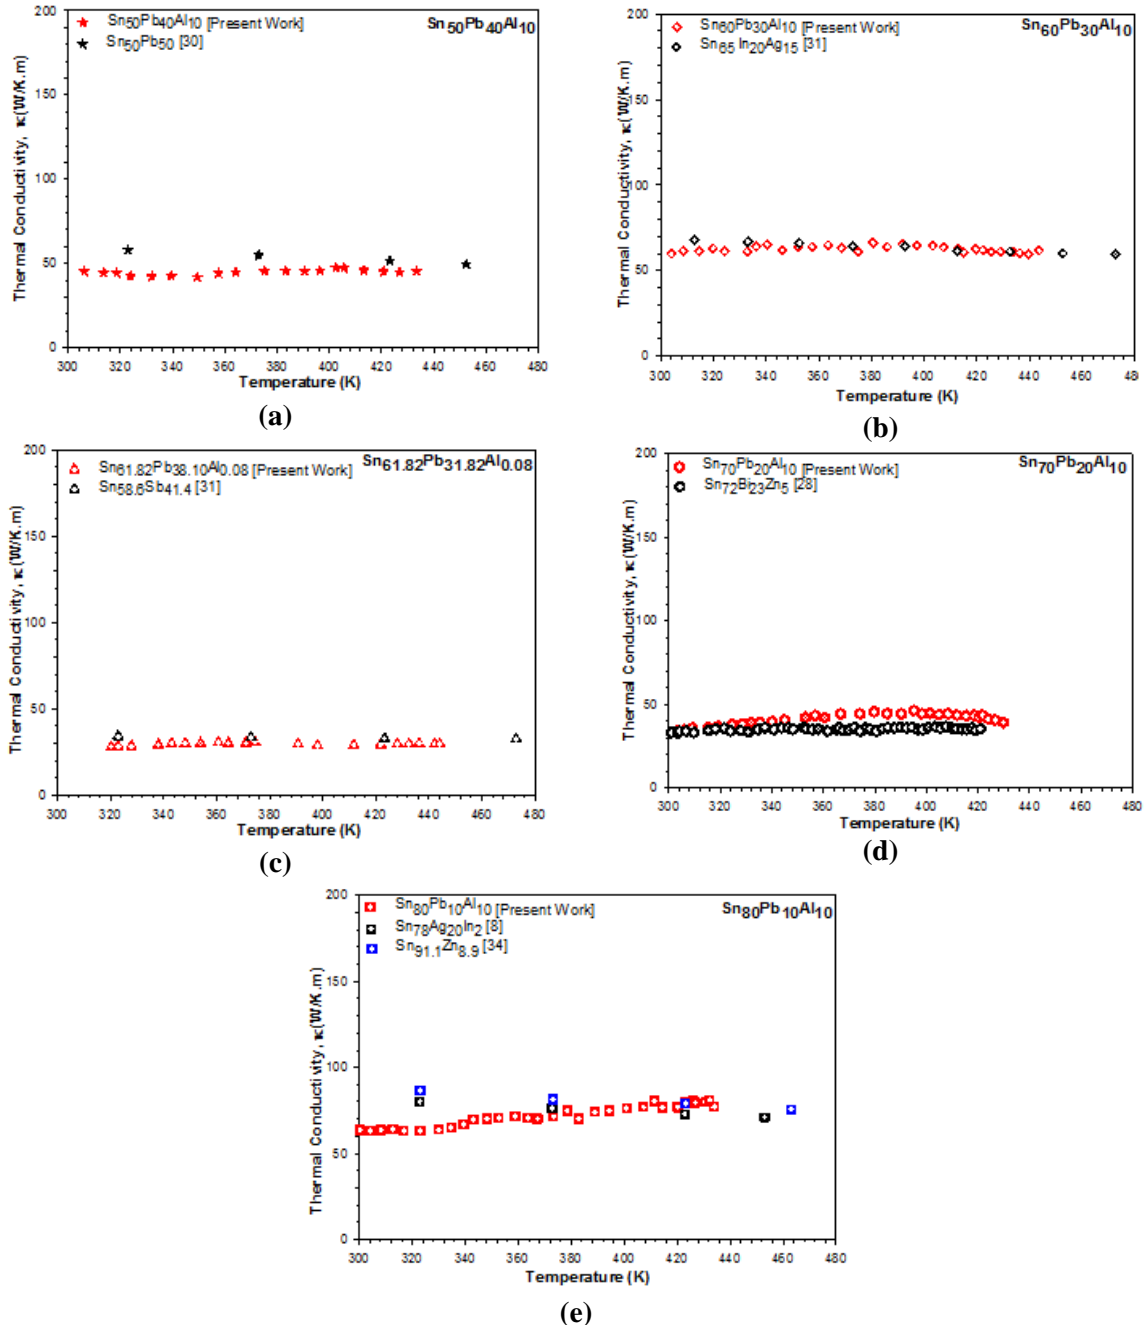 Sn50Pb40Al10 [Present Work]
Sn50Pb50 [30]
Sn50Pb40Al10
Thermal Conductivity, κ(W/K.m)
200
150
100
50
0
300 320 340 360 380 400 420 440 460 480
Temperature (K)
(a)
Sn60Pb30Al10 [Present Work]
Sn65 In20Ag15 [31]
Sn60Pb30Al10
Thermal Conductivity, κ(W/K.m)
200
150
100
50
0
300 320 340 360 380 400 420 440 460 480
Temperature (K)
(b)
Sn61.82Pb38.10Al0.08 [Present Work]
Sn58.6Sb41.4 [31]
Sn61.82Pb31.82Al0.08
Thermal Conductivity, κ(W/K.m)
200
150
100
50
0
300 320 340 360 380 400 420 440 460 480
Temperature (K)
(c)
Sn70Pb20Al10 [Present Work]
Sn72Bi23Zn5 [28]
Sn70Pb20Al10
Thermal Conductivity, κ(W/K.m)
200
150
100
50
0
300 320 340 360 380 400 420 440 460 480
Temperature (K)
(d)
Sn80Pb10Al10 [Present Work]
Sn78Ag20In2 [8]
Sn91.1Zn8.9 [34]
Sn80Pb10Al10
Thermal Conductivity, κ(W/K.m)
200
150
100
50
0
300 320 340 360 380 400 420 440 460 480
Temperature (K)
(e)